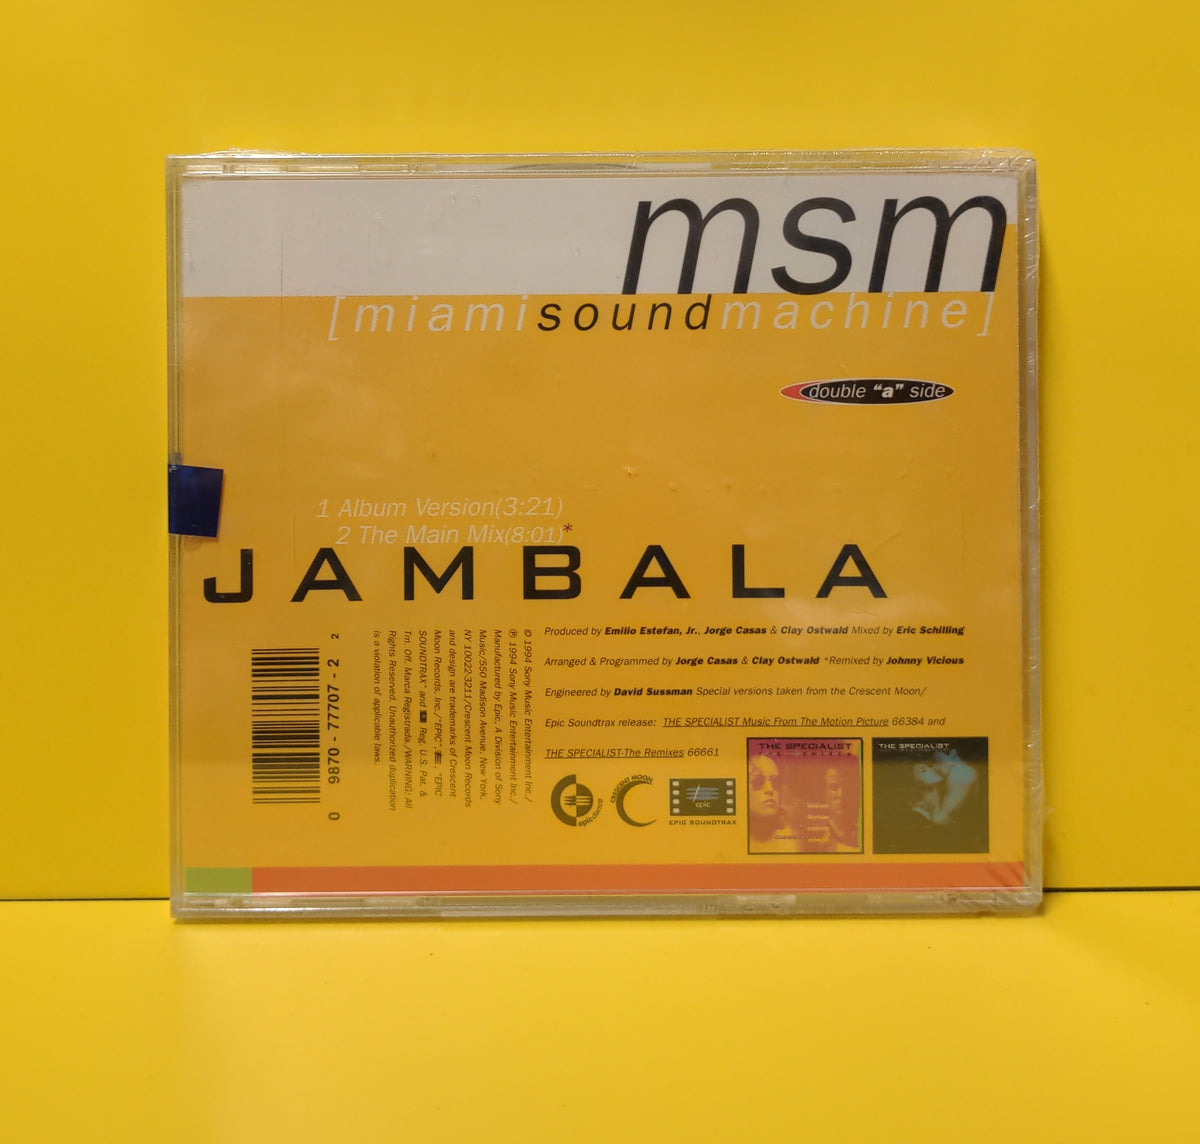 msm
[miamisoundmachine]
double "a" side
1 Album Version(3:21)
2 The Main Mix(8:01)*
JAMBALA
Produced by Emilio Estefan, Jr., Jorge Casas & Clay Ostwald Mixed by Eric Schilling
Arranged & Programmed by Jorge Casas & Clay Ostwald *Remixed by Johnny Vicious
Engineered by David Sussman Special versions taken from the Crescent Moon/
Epic Soundtrax release: THE SPECIALIST Music From The Motion Picture 66384 and
THE SPECIALIST-The Remixes 66661
© 1994 Sony Music Entertainment Inc./
℗ 1994 Sony Music Entertainment Inc./
Manufactured by Epic, A Division of Sony
Music/550 Madison Avenue, New York,
NY 10022-3211/Crescent Moon Records
and design are trademarks of Crescent
Moon Records, Inc./"EPIC", "EPIC
SOUNDTRAX" and Reg. U.S. Pat. &
Tm. Off. Marca Registrada./WARNING: All
Rights Reserved. Unauthorized duplication
is a violation of applicable laws.
0 9870-77707-2 2
epic dance
CRESCENT MOON
epic
EPIC SOUNDTRAX
THE SPECIALIST
THE REMIXES
THE SPECIALIST